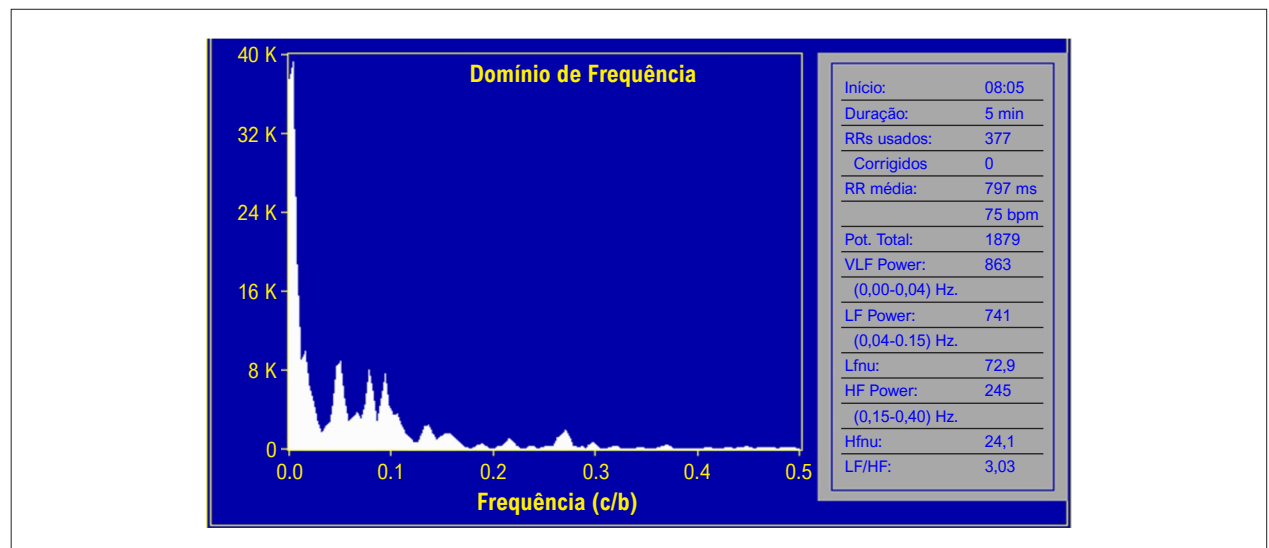 Domínio de Frequência
40 K
32 K
24 K
16 K
8 K
0
0.0 0.1 0.2 0.3 0.4 0.5
Frequência (c/b)
Início: 08:05
Duração: 5 min
RRs usados: 377
Corrigidos 0
RR média: 797 ms
75 bpm
Pot. Total: 1879
VLF Power: 863
(0,00-0,04) Hz.
LF Power: 741
(0,04-0.15) Hz.
Lfnu: 72,9
HF Power: 245
(0,15-0,40) Hz.
Hfnu: 24,1
LF/HF: 3,03